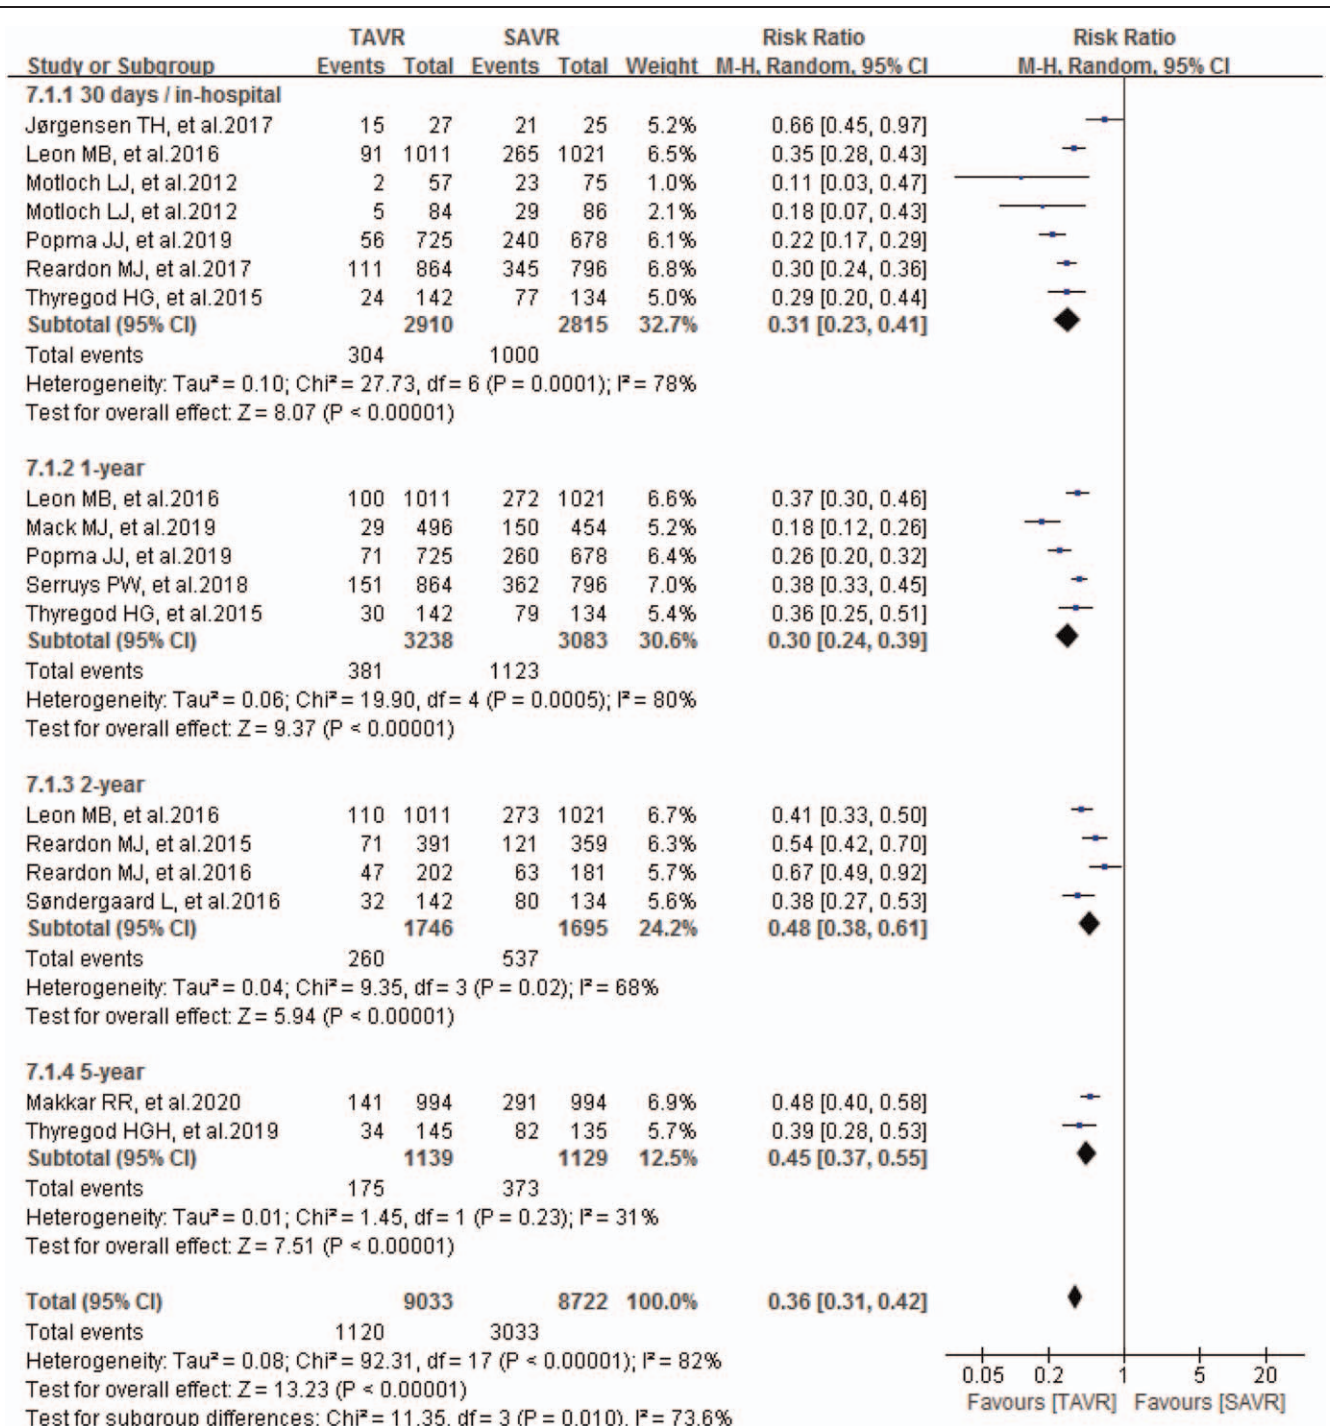 TAVR SAVR Risk Ratio Risk Ratio
Study or Subgroup Events Total Events Total Weight M-H, Random, 95% CI M-H, Random, 95% CI
7.1.1 30 days / in-hospital
Jørgensen TH, et al.2017 15 27 21 25 5.2% 0.66 [0.45, 0.97]
Leon MB, et al.2016 91 1011 265 1021 6.5% 0.35 [0.28, 0.43]
Motloch LJ, et al.2012 2 57 23 75 1.0% 0.11 [0.03, 0.47]
Motloch LJ, et al.2012 5 84 29 86 2.1% 0.18 [0.07, 0.43]
Popma JJ, et al.2019 56 725 240 678 6.1% 0.22 [0.17, 0.29]
Reardon MJ, et al.2017 111 864 345 796 6.8% 0.30 [0.24, 0.36]
Thyregod HG, et al.2015 24 142 77 134 5.0% 0.29 [0.20, 0.44]
Subtotal (95% CI) 2910 2815 32.7% 0.31 [0.23, 0.41]
Total events 304 1000
Heterogeneity: Tau² = 0.10; Chi² = 27.73, df = 6 (P = 0.0001); I² = 78%
Test for overall effect: Z = 8.07 (P < 0.00001)
7.1.2 1-year
Leon MB, et al.2016 100 1011 272 1021 6.6% 0.37 [0.30, 0.46]
Mack MJ, et al.2019 29 496 150 454 5.2% 0.18 [0.12, 0.26]
Popma JJ, et al.2019 71 725 260 678 6.4% 0.26 [0.20, 0.32]
Serruys PW, et al.2018 151 864 362 796 7.0% 0.38 [0.33, 0.45]
Thyregod HG, et al.2015 30 142 79 134 5.4% 0.36 [0.25, 0.51]
Subtotal (95% CI) 3238 3083 30.6% 0.30 [0.24, 0.39]
Total events 381 1123
Heterogeneity: Tau² = 0.06; Chi² = 19.90, df = 4 (P = 0.0005); I² = 80%
Test for overall effect: Z = 9.37 (P < 0.00001)
7.1.3 2-year
Leon MB, et al.2016 110 1011 273 1021 6.7% 0.41 [0.33, 0.50]
Reardon MJ, et al.2015 71 391 121 359 6.3% 0.54 [0.42, 0.70]
Reardon MJ, et al.2016 47 202 63 181 5.7% 0.67 [0.49, 0.92]
Søndergaard L, et al.2016 32 142 80 134 5.6% 0.38 [0.27, 0.53]
Subtotal (95% CI) 1746 1695 24.2% 0.48 [0.38, 0.61]
Total events 260 537
Heterogeneity: Tau² = 0.04; Chi² = 9.35, df = 3 (P = 0.02); I² = 68%
Test for overall effect: Z = 5.94 (P < 0.00001)
7.1.4 5-year
Makkar RR, et al.2020 141 994 291 994 6.9% 0.48 [0.40, 0.58]
Thyregod HGH, et al.2019 34 145 82 135 5.7% 0.39 [0.28, 0.53]
Subtotal (95% CI) 1139 1129 12.5% 0.45 [0.37, 0.55]
Total events 175 373
Heterogeneity: Tau² = 0.01; Chi² = 1.45, df = 1 (P = 0.23); I² = 31%
Test for overall effect: Z = 7.51 (P < 0.00001)
Total (95% CI) 9033 8722 100.0% 0.36 [0.31, 0.42]
Total events 1120 3033
Heterogeneity: Tau² = 0.08; Chi² = 92.31, df = 17 (P < 0.00001); I² = 82%
Test for overall effect: Z = 13.23 (P < 0.00001)
Test for subgroup differences: Chi² = 11.35, df = 3 (P = 0.010), I² = 73.6%
0.05 0.2 1 5 20
Favours [TAVR] Favours [SAVR]